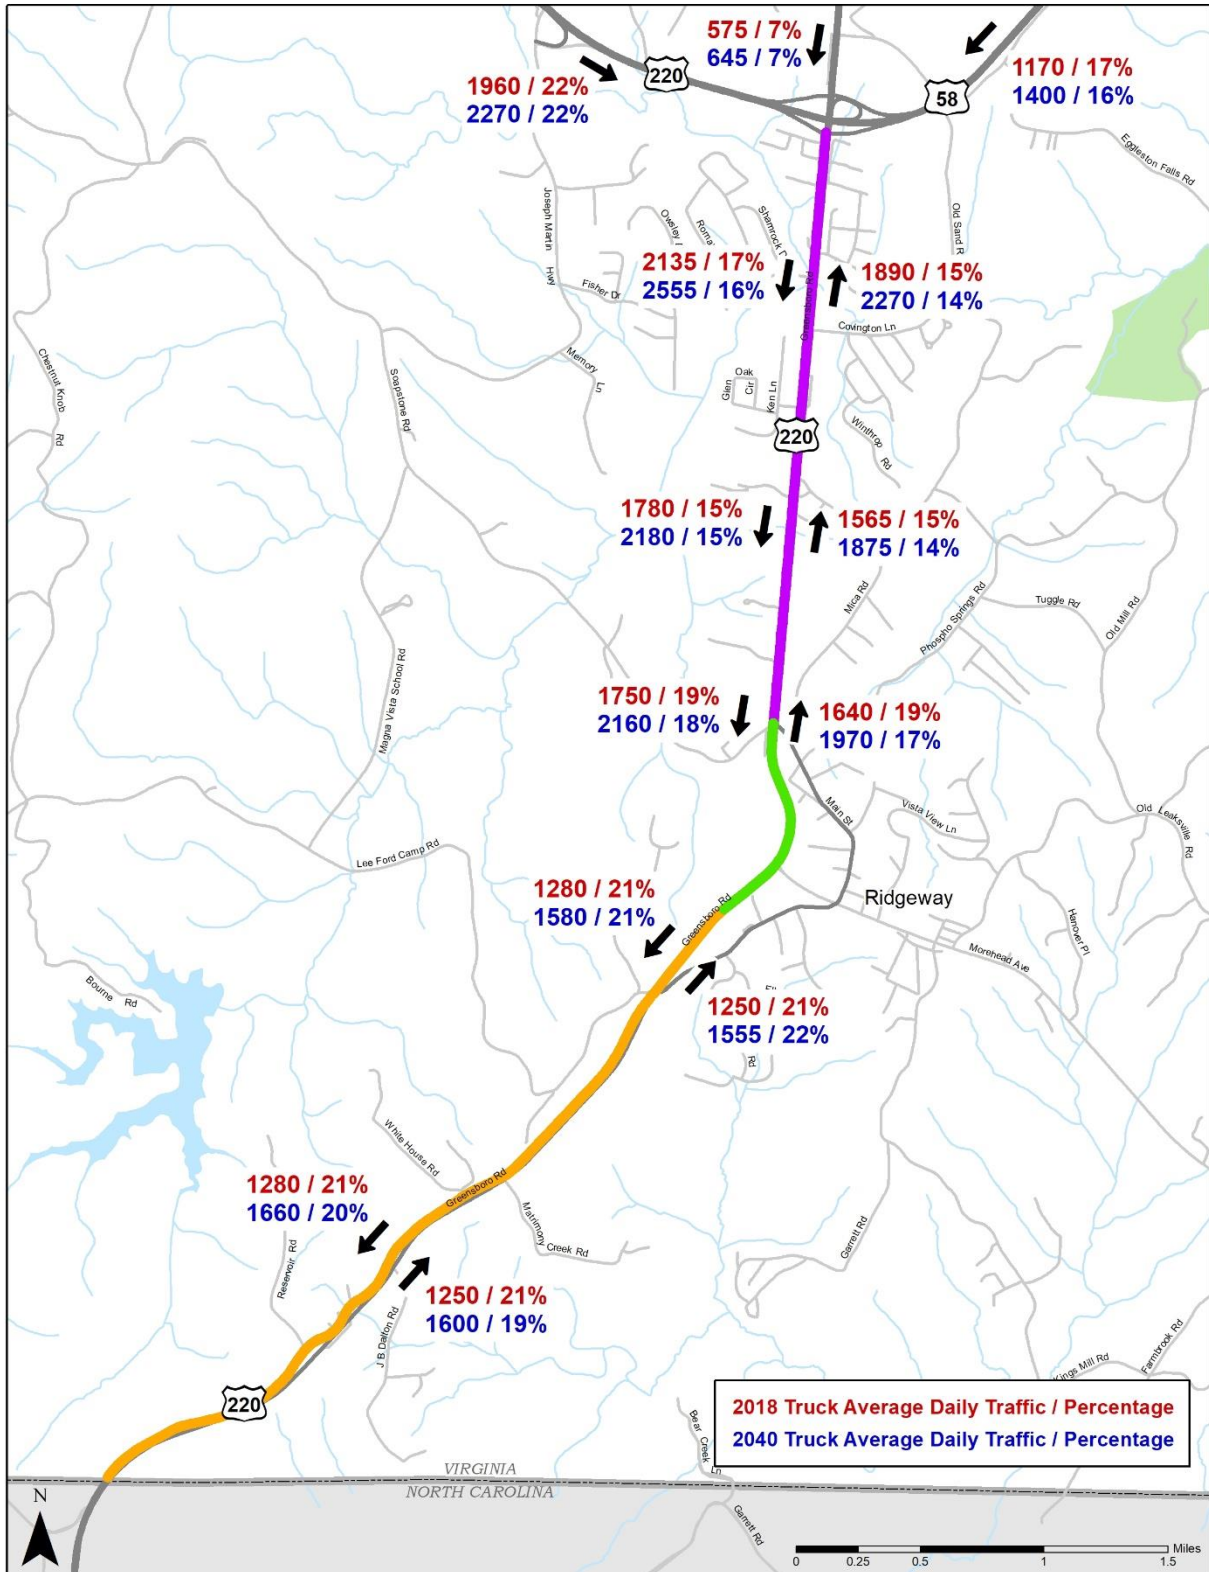 575 / 7%
645 / 7%
220
1960 / 22%
2270 / 22%
58
1170 / 17%
1400 / 16%
Eggleston Falls Rd
Joseph Martin Hwy
Shamrock
Old Sand R
2135 / 17%
2555 / 16%
1890 / 15%
2270 / 14%
Fisher Dr
Greensboro Rd
Covington Ln
Memory Ln
Chestnut Knob Rd
Soapstone Rd
Glen Oak Cir
Ken Ln
220
Winthrop Rd
1780 / 15%
2180 / 15%
1565 / 15%
1875 / 14%
Mica Rd
Phospho Springs Rd
Tuggle Rd
Old Mill Rd
Magna Vista School Rd
1750 / 19%
2160 / 18%
1640 / 19%
1970 / 17%
Main St
Vista View Ln
Old Leaksville Rd
Lee Ford Camp Rd
1280 / 21%
1580 / 21%
Greensboro Rd
Ridgeway
Hanover Pl
Morehead Ave
Bourne Rd
1250 / 21%
1555 / 22%
Rd
White House Rd
Greensboro Rd
1280 / 21%
1660 / 20%
Matrimony Creek Rd
Garrett Rd
Reservoir Rd
1250 / 21%
1600 / 19%
J B Dalton Rd
Farmbrook Rd
Kings Mill Rd
220
2018 Truck Average Daily Traffic / Percentage
2040 Truck Average Daily Traffic / Percentage
Bear Creek Ln
VIRGINIA
NORTH CAROLINA
N
Garrett Rd
Miles
0 0.25 0.5 1 1.5